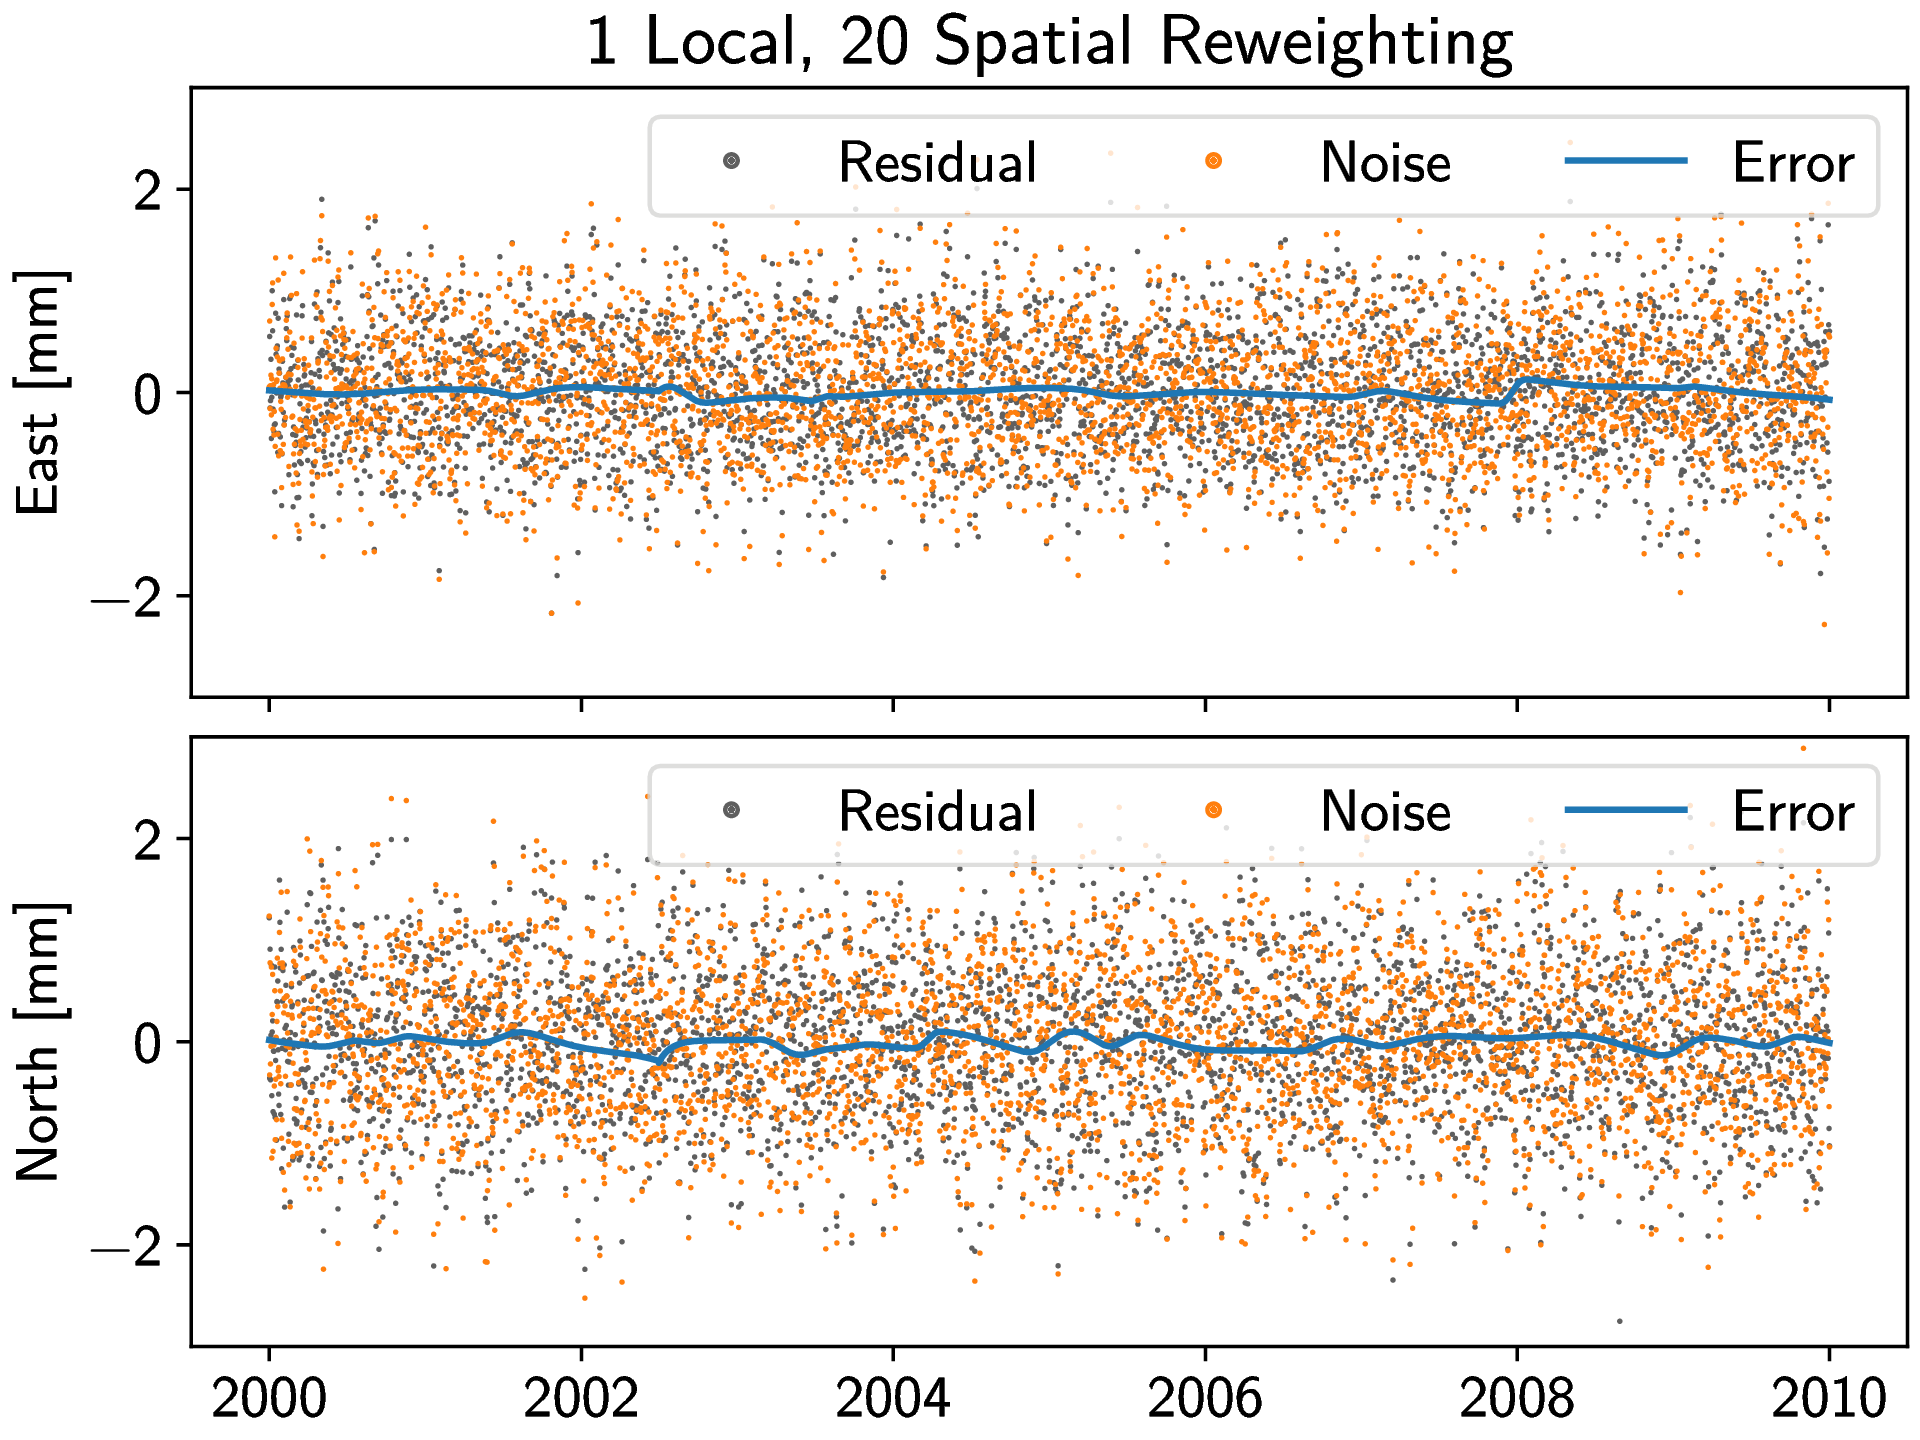 1 Local, 20 Spatial Reweighting
Residual Noise Error
East [mm]
2
0
−2
Residual Noise Error
North [mm]
2
0
−2
2000 2002 2004 2006 2008 2010